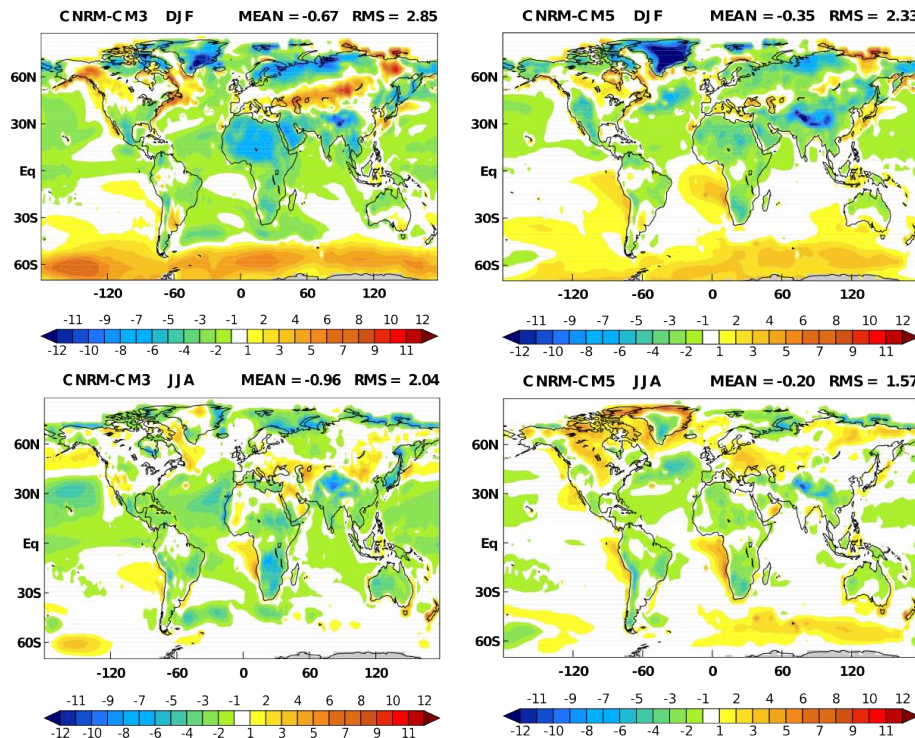 CNRM-CM3 DJF MEAN = -0.67 RMS = 2.85
60N
30N
Eq
30S
60S
-120 -60 0 60 120
-11 -9 -7 -5 -3 -1 1 3 5 7 9 11
-12 -10 -8 -6 -4 -2 -1 2 4 6 8 10 12
CNRM-CM5 DJF MEAN = -0.35 RMS = 2.33
60N
30N
Eq
30S
60S
-120 -60 0 60 120
-11 -9 -7 -5 -3 -1 2 4 6 8 10 12
-12 -10 -8 -6 -4 -2 1 3 5 7 9 11
CNRM-CM3 JJA MEAN = -0.96 RMS = 2.04
60N
30N
Eq
30S
60S
-120 -60 0 60 120
-11 -9 -7 -5 -3 -1 2 4 6 8 10 12
-12 -10 -8 -6 -4 -2 1 3 5 7 9 11
CNRM-CM5 JJA MEAN = -0.20 RMS = 1.57
60N
30N
Eq
30S
60S
-120 -60 0 60 120
-11 -9 -7 -5 -3 -1 2 4 6 8 10 12
-12 -10 -8 -6 -4 -2 1 3 5 7 9 11